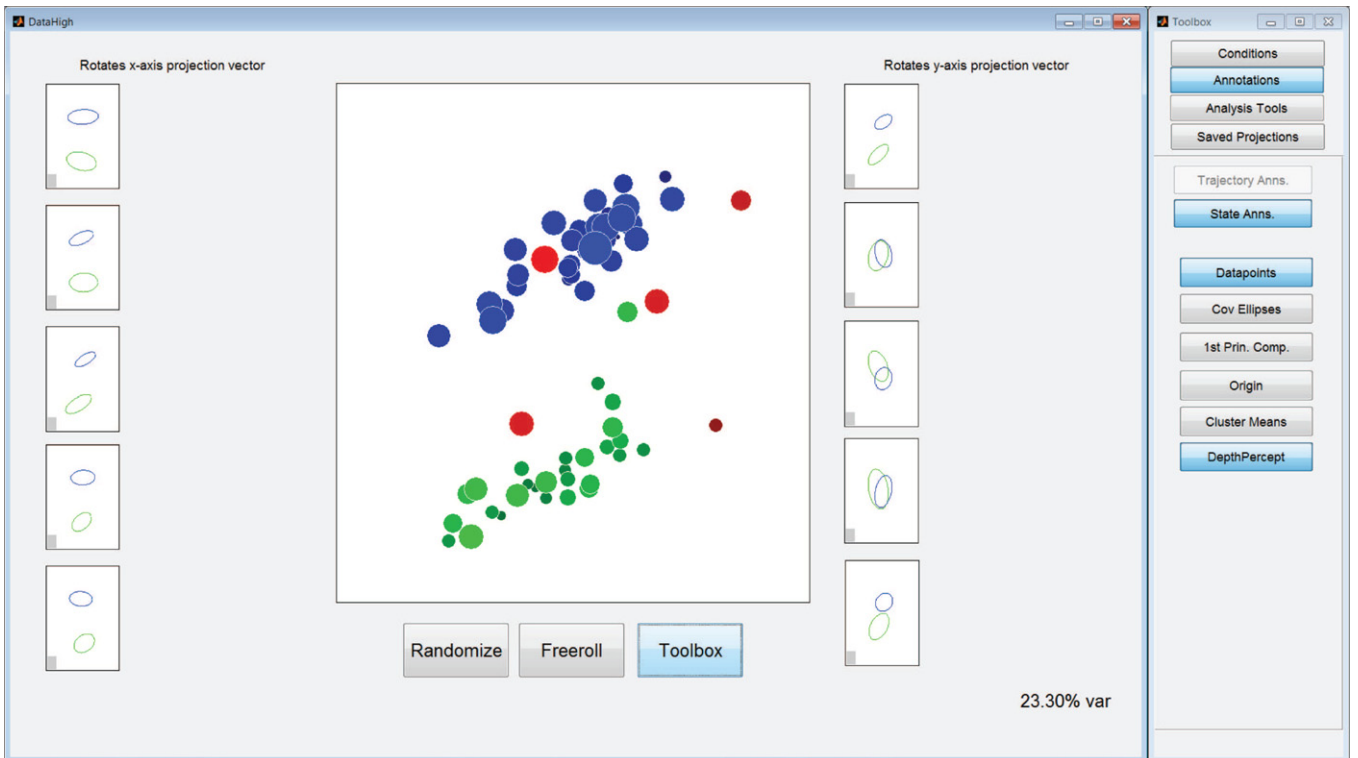 DataHigh
Rotates x-axis projection vector
Rotates y-axis projection vector
Randomize
Freeroll
Toolbox
23.30% var
Toolbox
Conditions
Annotations
Analysis Tools
Saved Projections
Trajectory Anns.
State Anns.
Datapoints
Cov Ellipses
1st Prin. Comp.
Origin
Cluster Means
DepthPercept